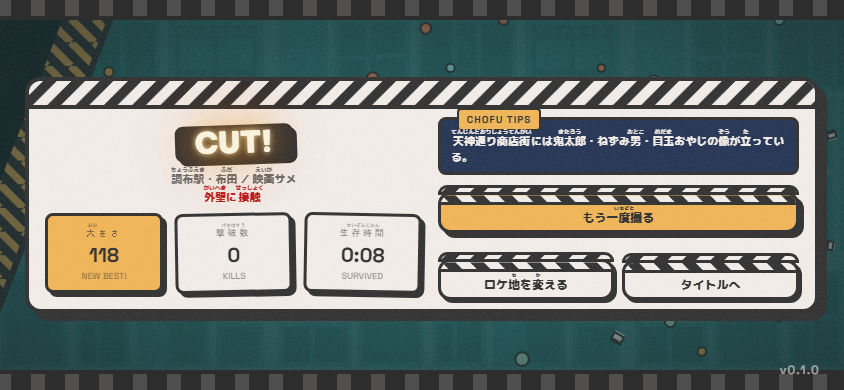 CUT!
調布駅・布田 / 映画サメ
外壁に接触
大きさ
118
NEW BEST!
撃破数
0
KILLS
生存時間
0:08
SURVIVED
CHOFU TIPS
天神通り商店街には鬼太郎・ねずみ男・目玉おやじの像が立ってい
る。
もう一度撮る
ロケ地を変える
タイトルへ
v0.1.0